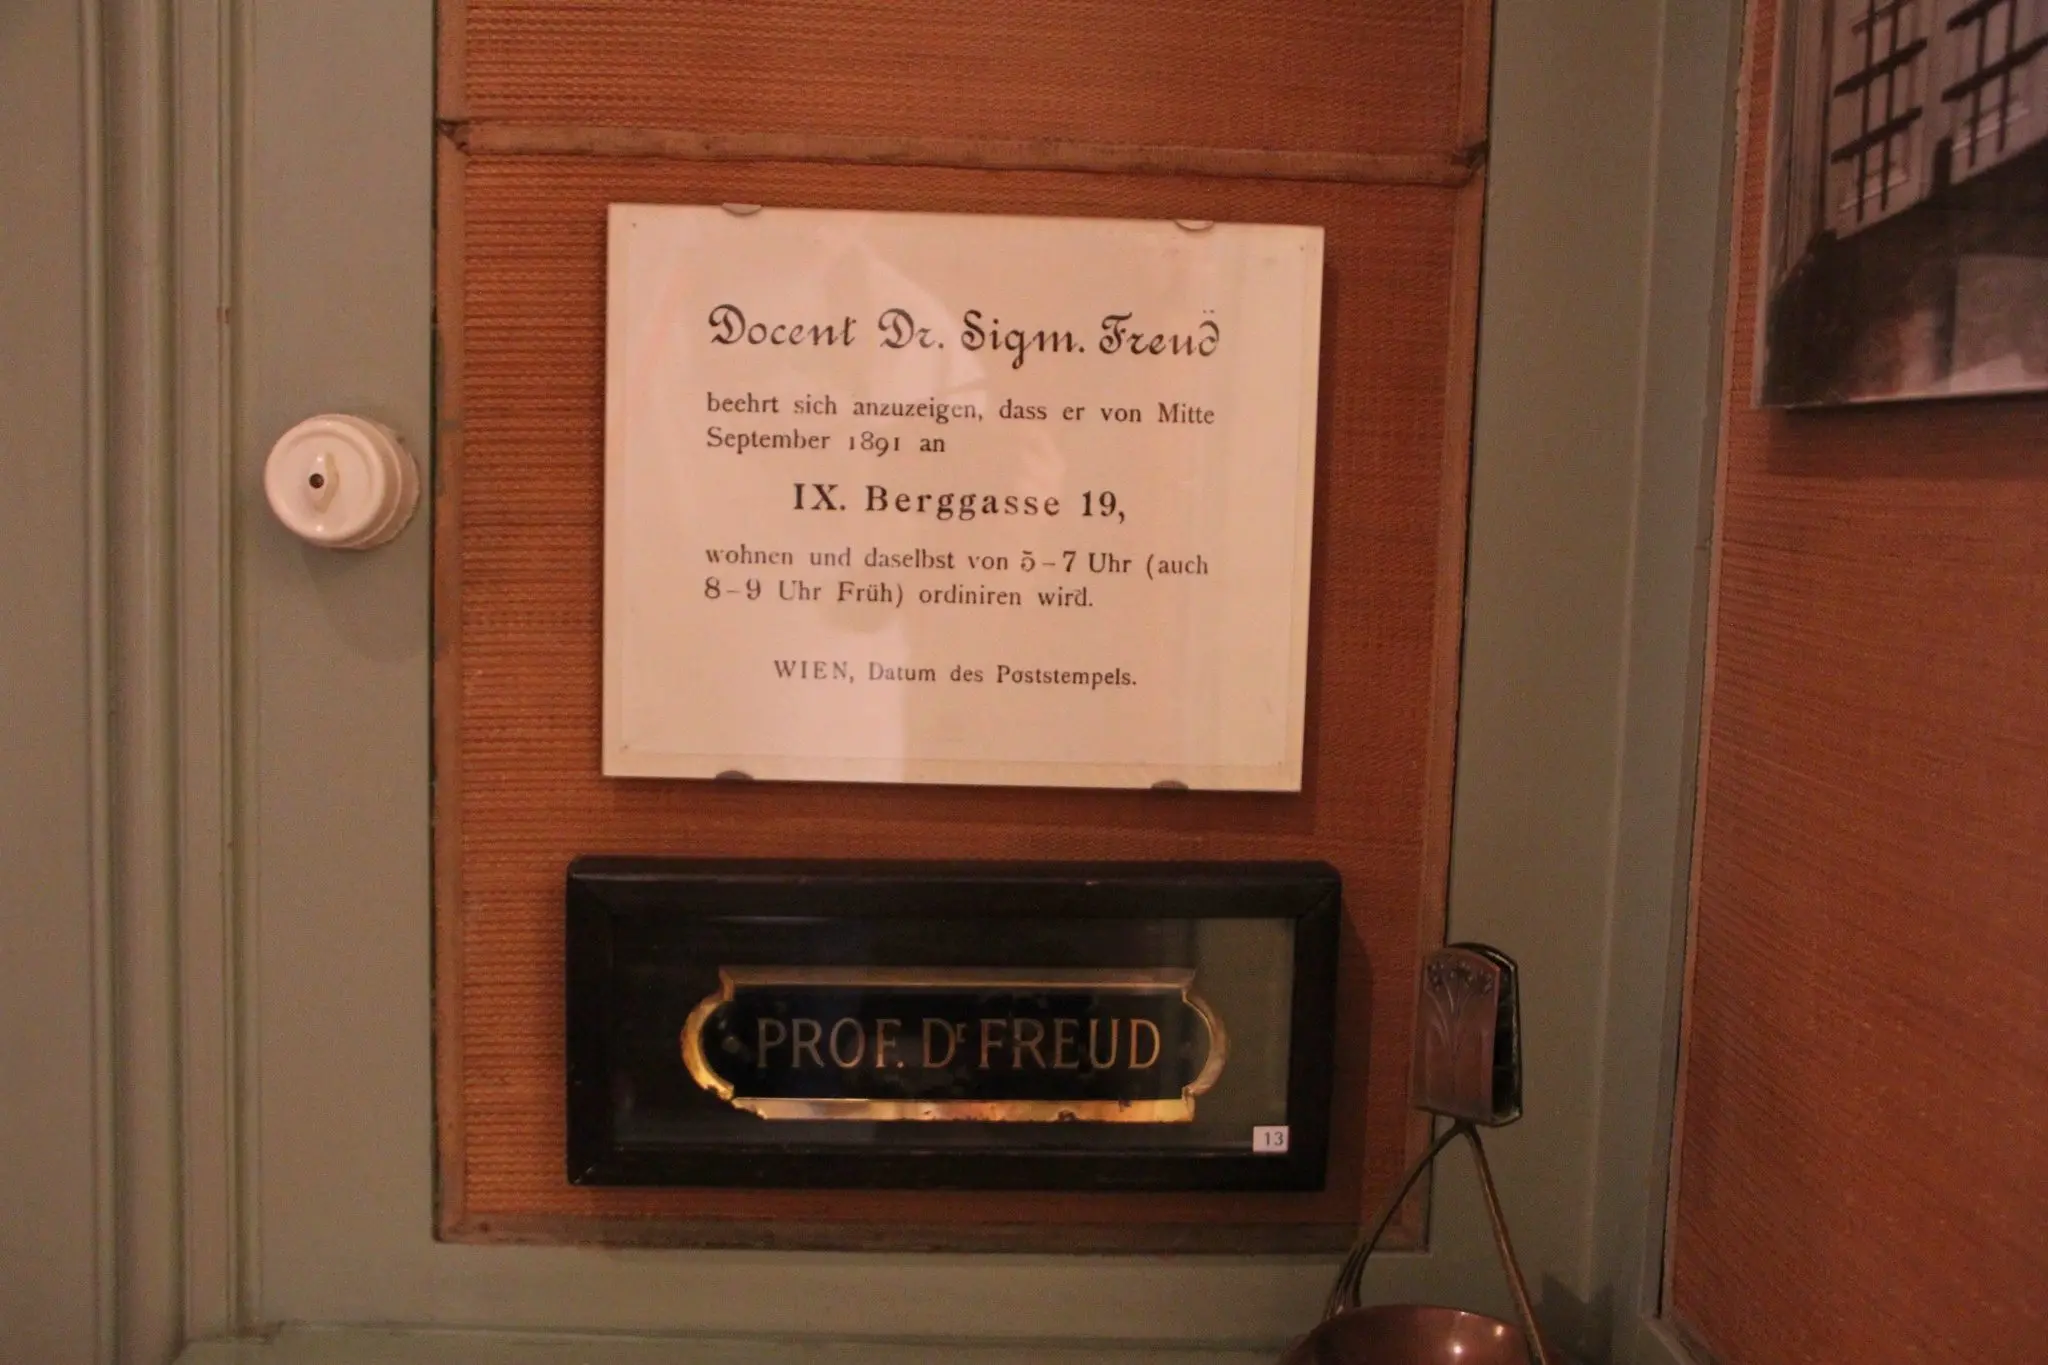 Docent Dr. Sigm. Freud
beehrt sich anzuzeigen, dass er von Mitte
September 1891 an
IX. Berggasse 19,
wohnen und daselbst von 5–7 Uhr (auch
8–9 Uhr Früh) ordiniren wird.
WIEN, Datum des Poststempels.
PROF. Dr FREUD
13